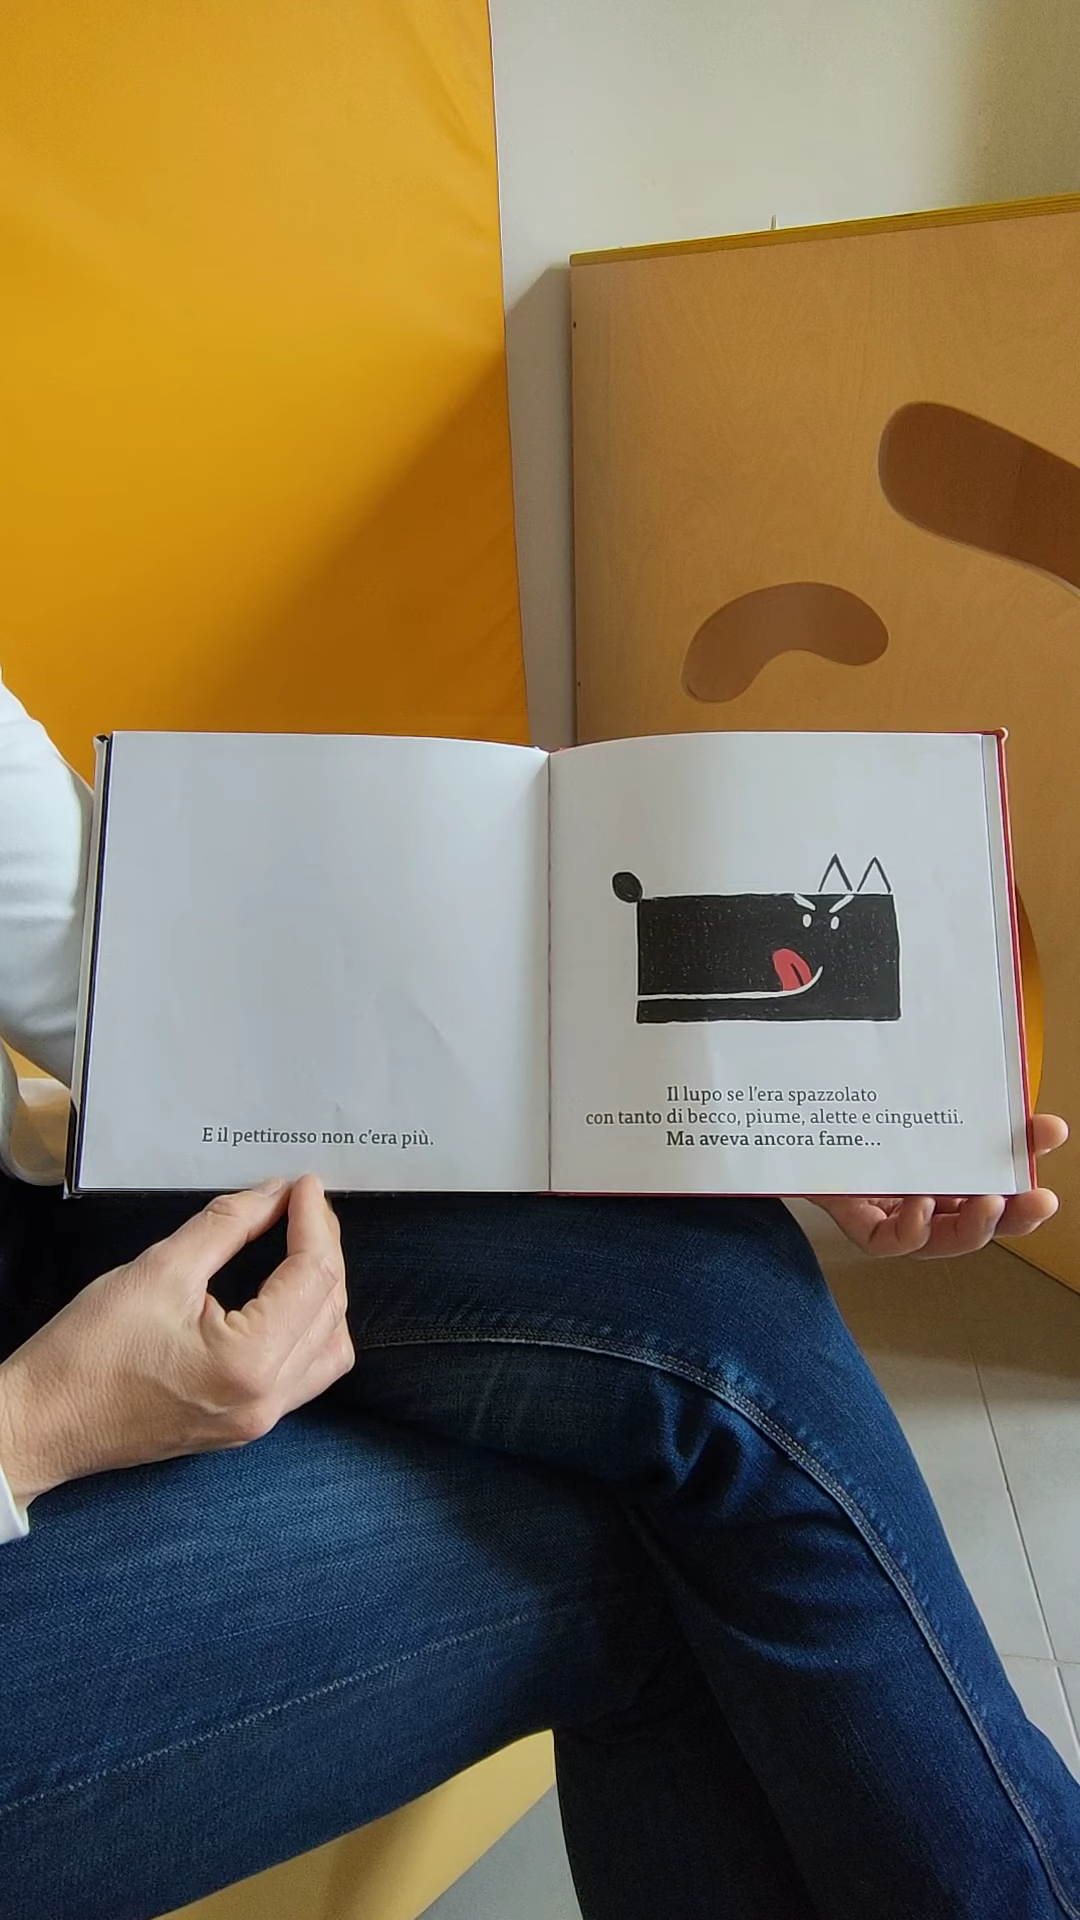 E il pettirosso non c'era più.
Il lupo se l'era spazzolato
con tanto di becco, piume, alette e cinguettii.
Ma aveva ancora fame...